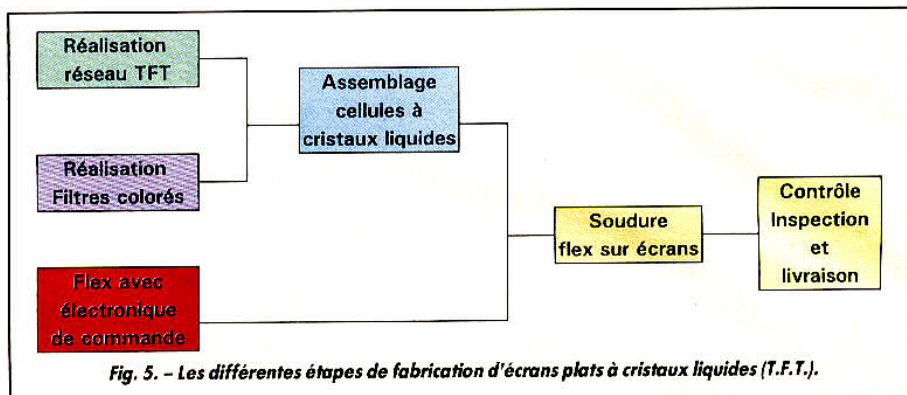 Réalisation
réseau TFT
Réalisation
Filtres colorés
Flex avec
électronique
de commande
Assemblage
cellules à
cristaux liquides
Soudure
flex sur écrans
Contrôle
Inspection
et
livraison
Fig. 5. – Les différentes étapes de fabrication d'écrans plats à cristaux liquides (T.F.T.).